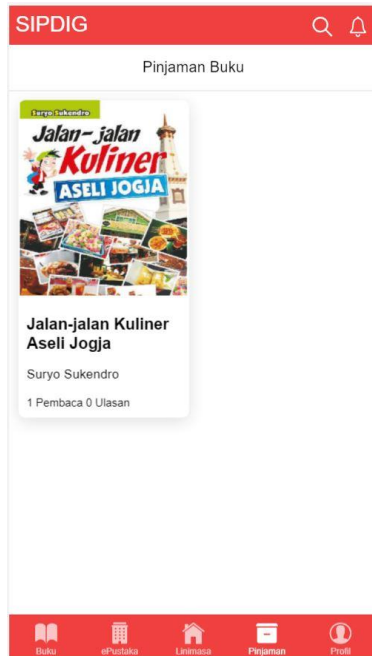 SIPDIG
Pinjaman Buku
Suryo Sukendro
Jalan-jalan
Kuliner
ASELI JOGJA
Jalan-jalan Kuliner
Aseli Jogja
Suryo Sukendro
1 Pembaca 0 Ulasan
Buku ePustaka Linimasa Pinjaman Profil